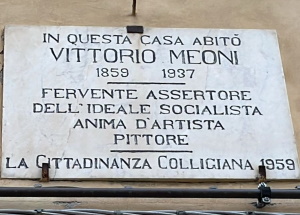 IN QUESTA CASA ABITÒ
VITTORIO MEONI
1859 1937
FERVENTE ASSERTORE
DELL'IDEALE SOCIALISTA
ANIMA D'ARTISTA
PITTORE
LA CITTADINANZA COLLIGIANA 1959